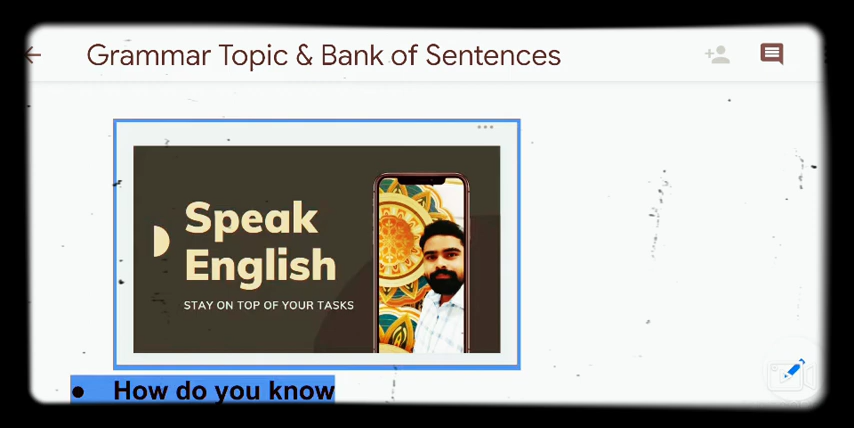 Grammar Topic & Bank of Sentences
Speak
English
STAY ON TOP OF YOUR TASKS
How do you know